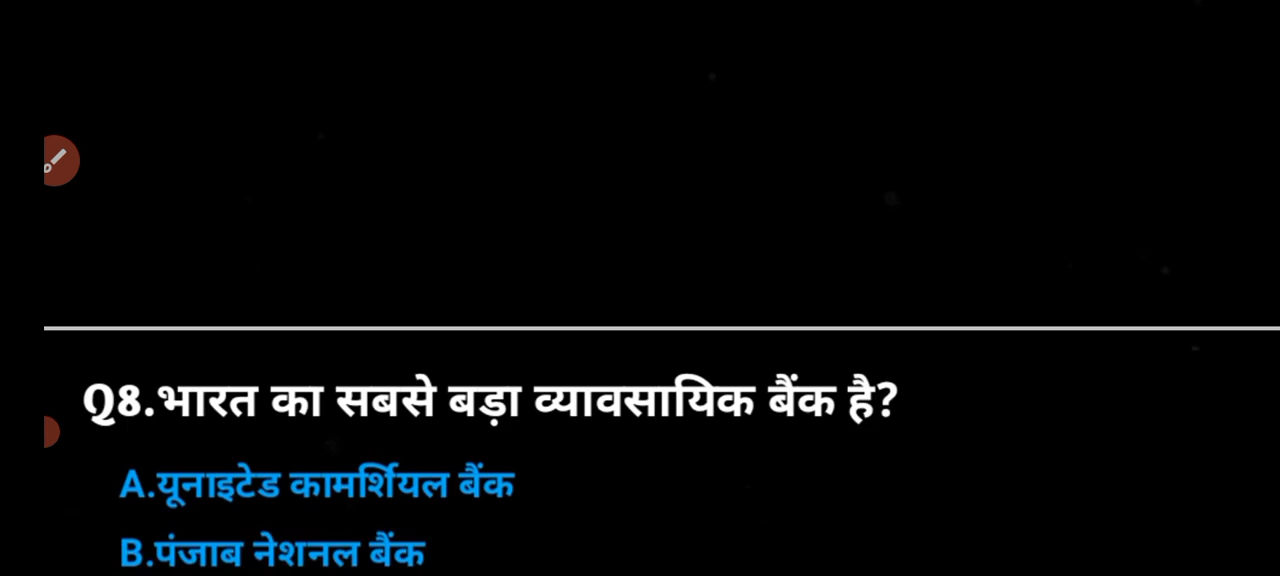 Q8.भारत का सबसे बड़ा व्यावसायिक बैंक है?
A.यूनाइटेड कामर्शियल बैंक
B.पंजाब नेशनल बैंक